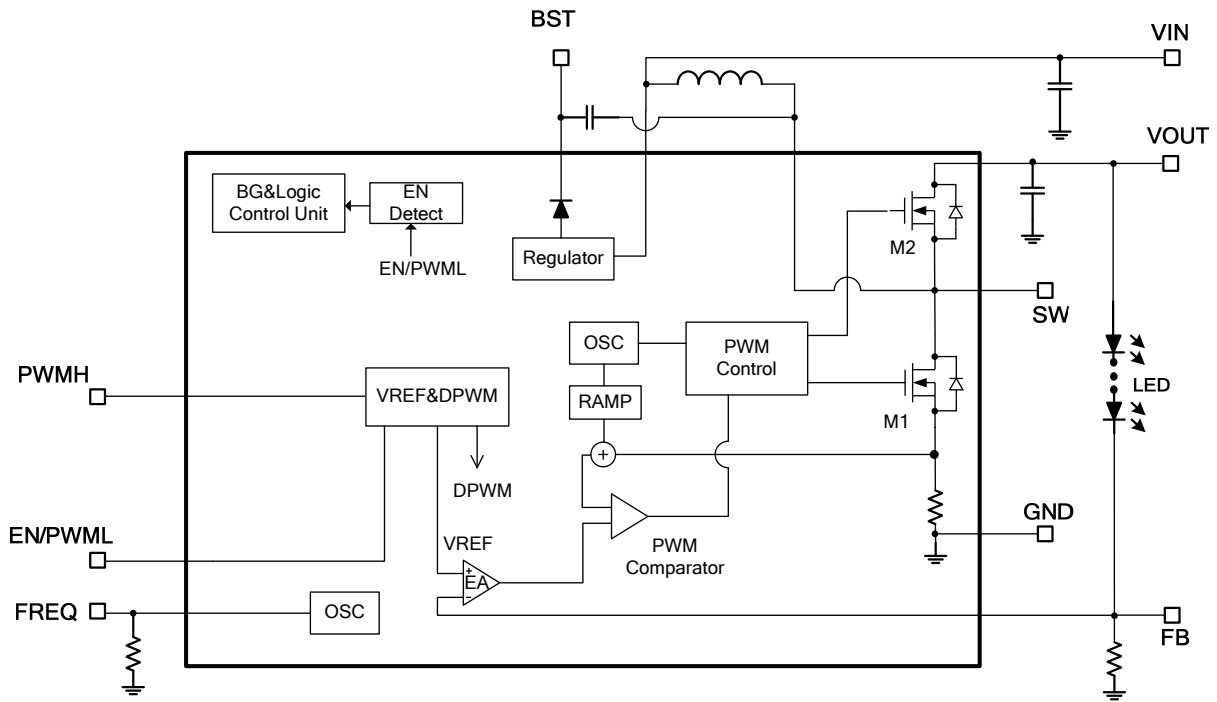 BST
VIN
VOUT
BG&Logic
Control Unit
EN
Detect
EN/PWML
Regulator
M2
SW
OSC
PWM
Control
PWMH
VREF&DPWM
RAMP
M1
LED
+
DPWM
GND
EN/PWML
VREF
PWM
Comparator
+
EA
-
FREQ
OSC
FB